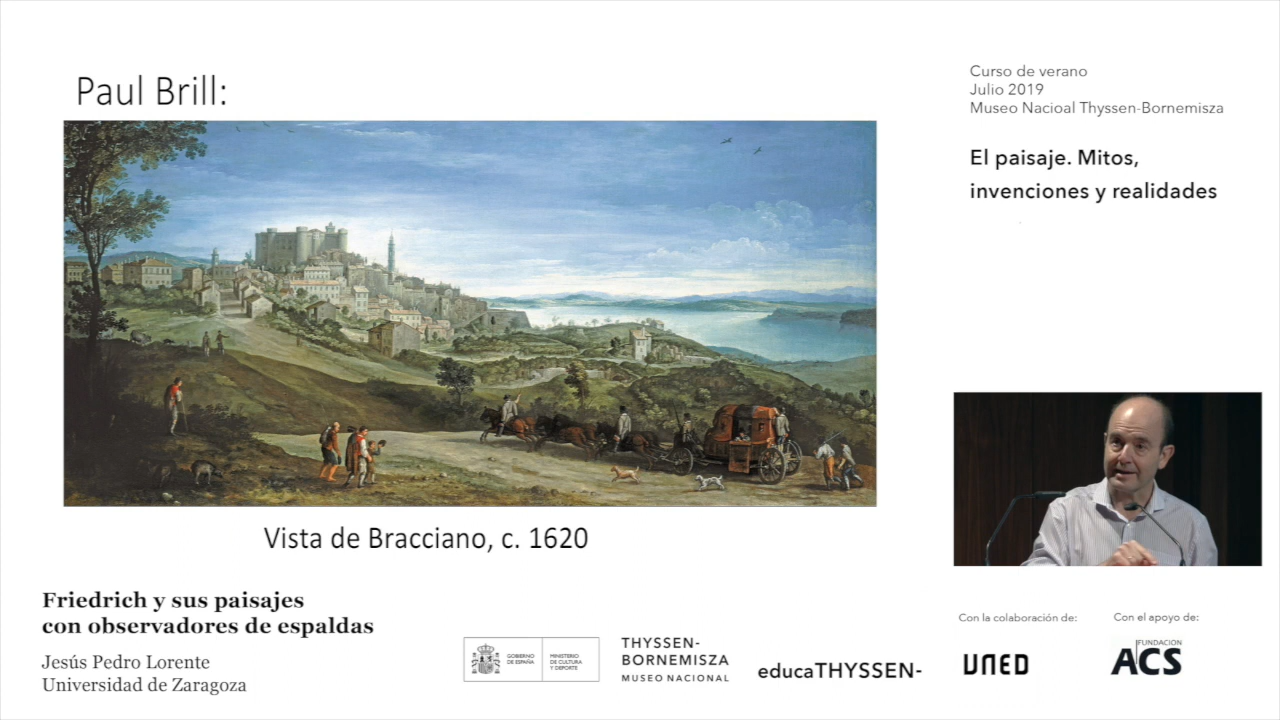 Paul Brill:
Vista de Bracciano, c. 1620
Curso de verano
Julio 2019
Museo Nacioal Thyssen-Bornemisza
El paisaje. Mitos,
invenciones y realidades
Friedrich y sus paisajes
con observadores de espaldas
Jesús Pedro Lorente
Universidad de Zaragoza
GOBIERNO
DE ESPAÑA
MINISTERIO
DE CULTURA
Y DEPORTE
THYSSEN-
BORNEMISZA
MUSEO NACIONAL
educaTHYSSEN-
Con la colaboración de:
UNED
Con el apoyo de:
FUNDACION
ACS